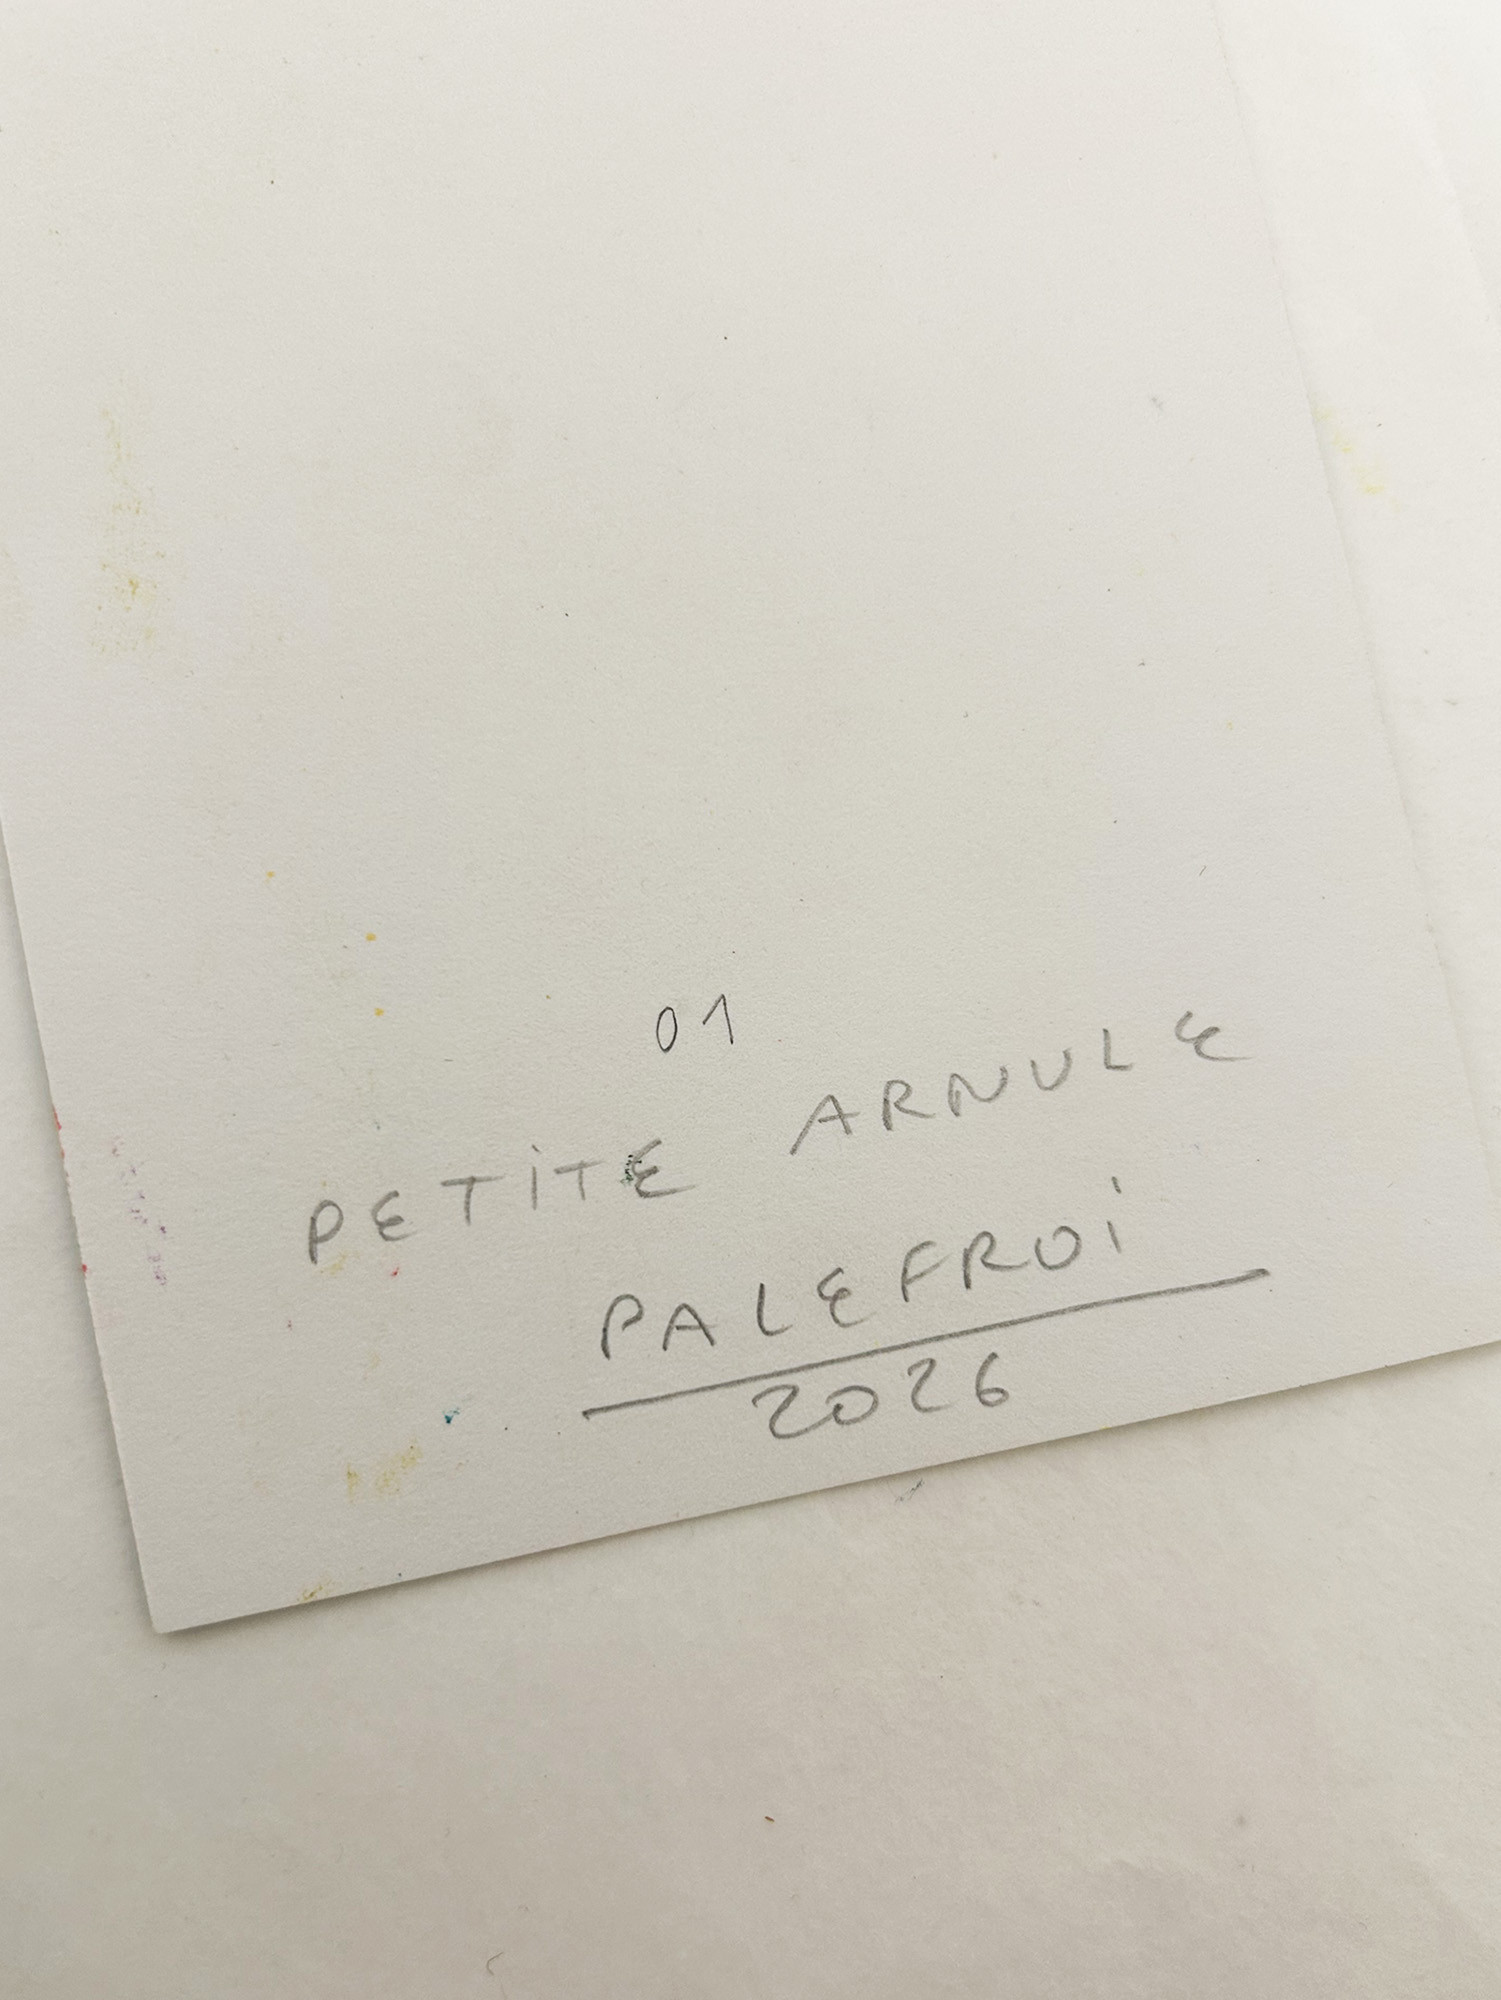 01
PETiTE ARNULE
PALEFROi
2026